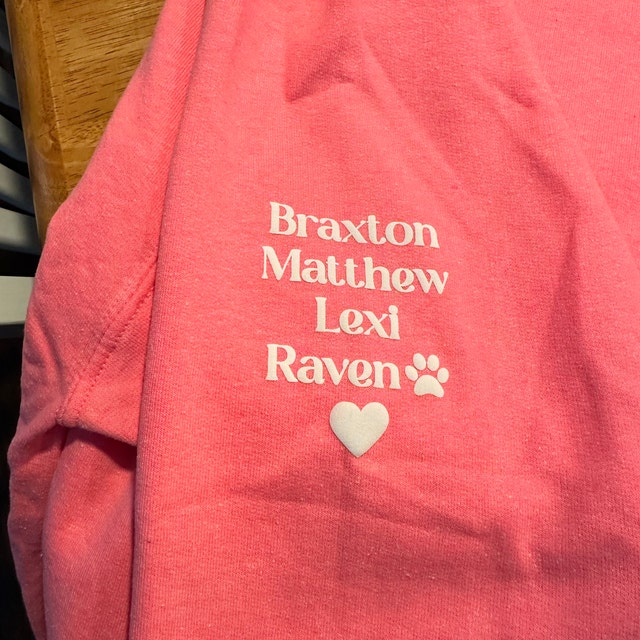 Braxton
Matthew
Lexi
Raven